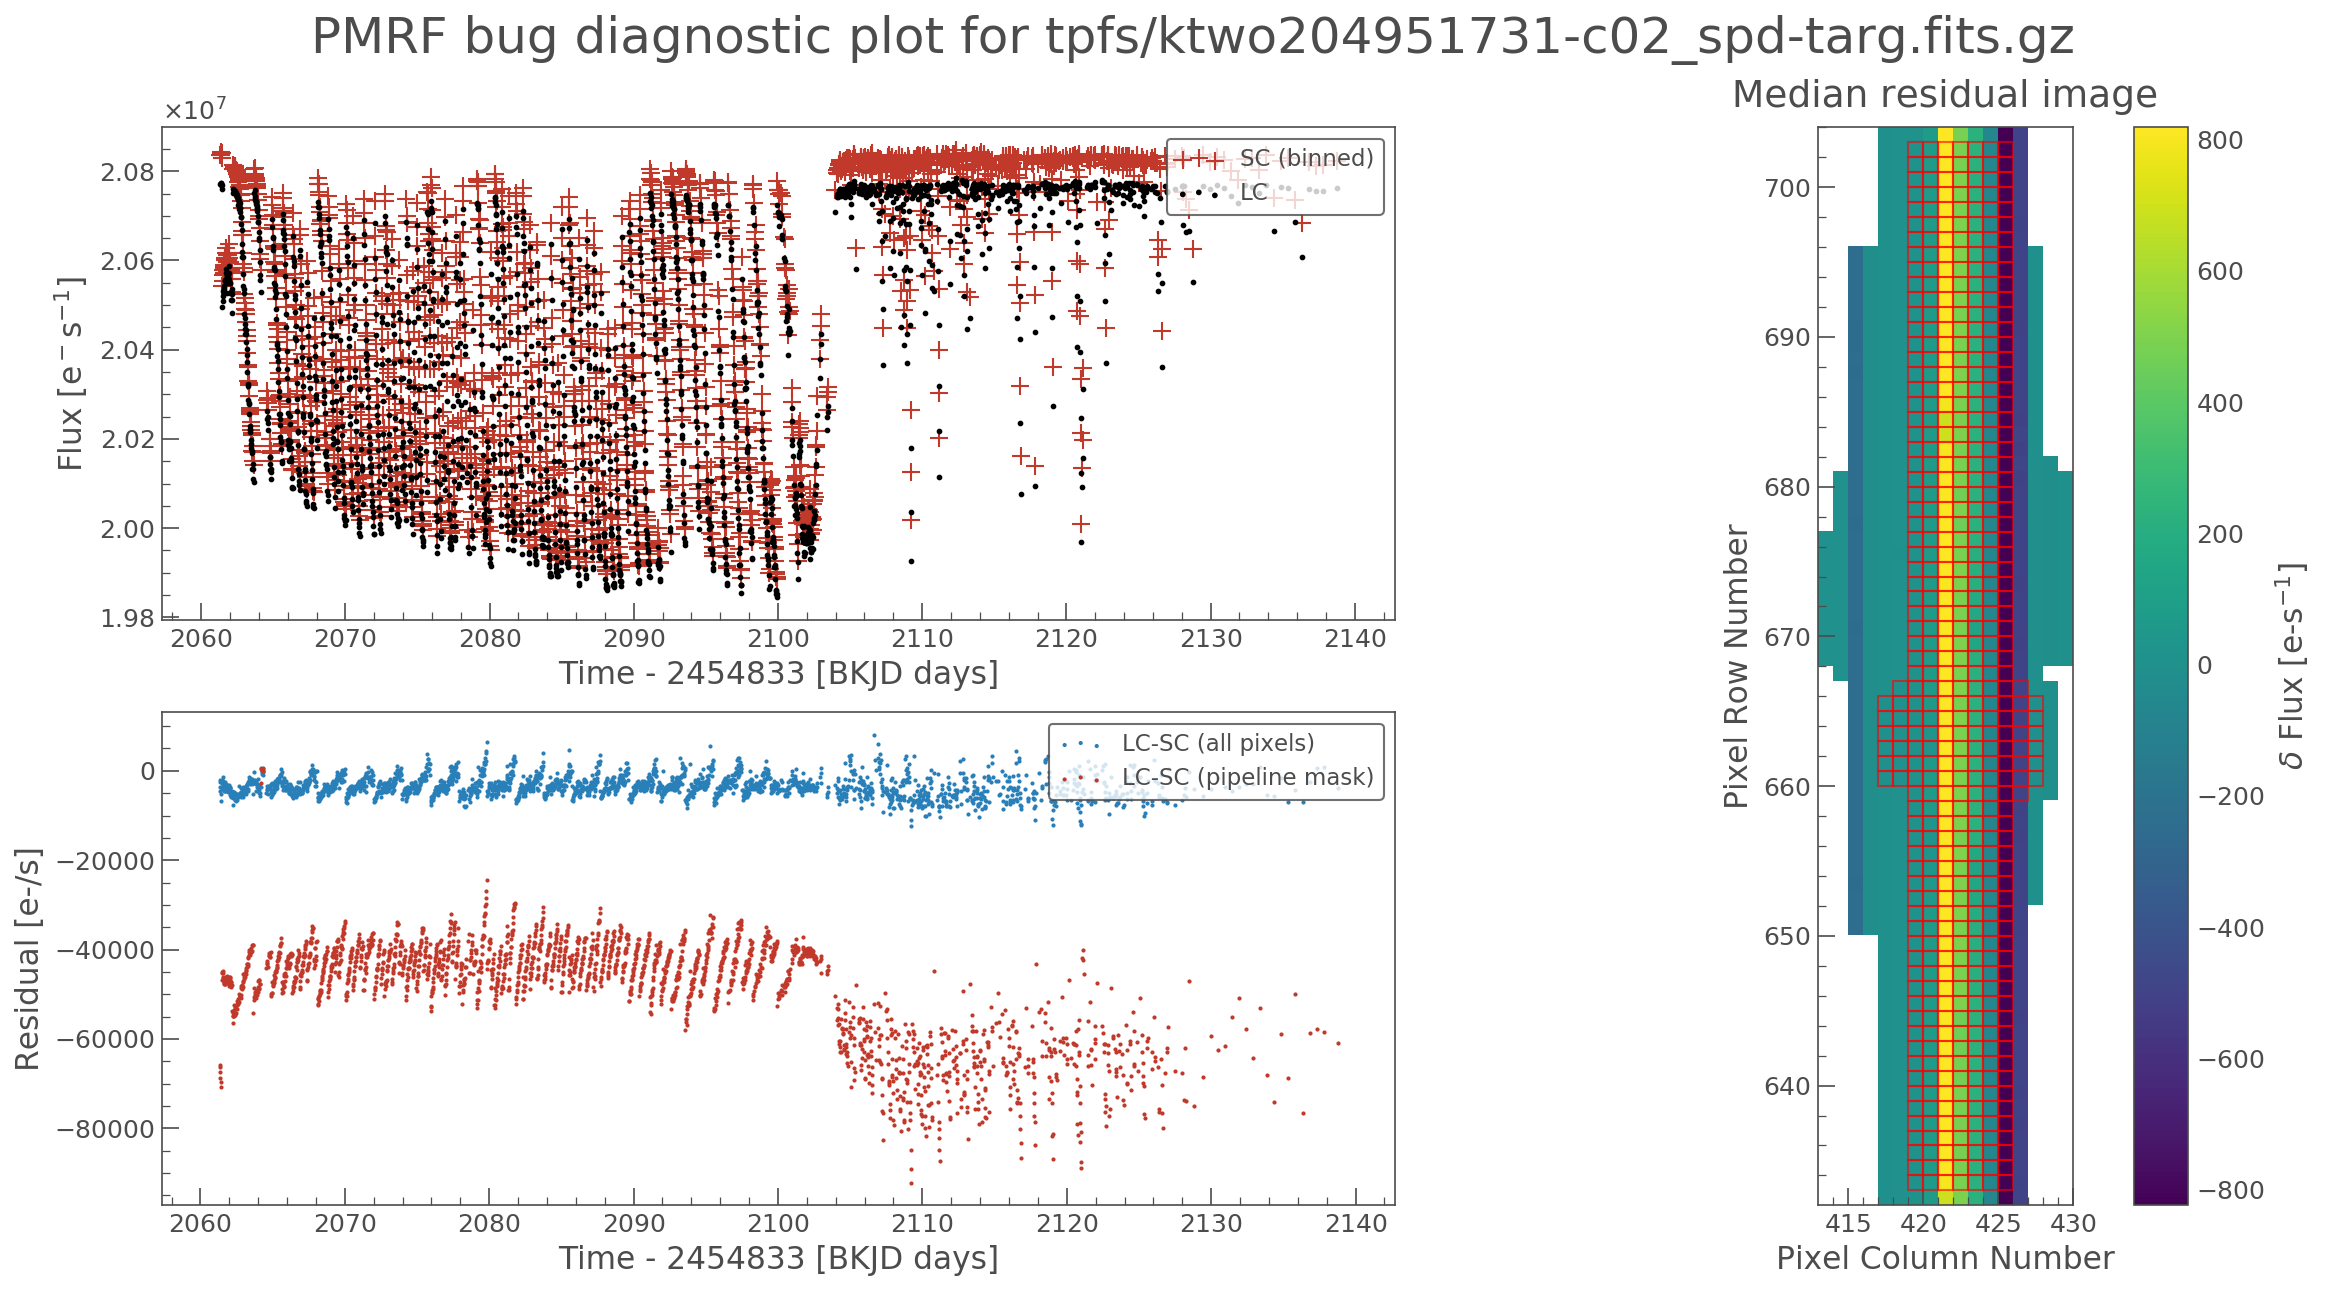 PMRF bug diagnostic plot for tpfs/ktwo204951731-c02_spd-targ.fits.gz
×10⁷
2.08
2.06
2.04
2.02
2.00
1.98
Flux [e⁻ s⁻¹]
SC (binned)
LC
2060 2070 2080 2090 2100 2110 2120 2130 2140
Time - 2454833 [BKJD days]
0
−20000
−40000
−60000
−80000
Residual [e-/s]
LC-SC (all pixels)
LC-SC (pipeline mask)
2060 2070 2080 2090 2100 2110 2120 2130 2140
Time - 2454833 [BKJD days]
Median residual image
700
690
680
670
660
650
640
Pixel Row Number
415 420 425 430
Pixel Column Number
800
600
400
200
0
−200
−400
−600
−800
δ Flux [e-s⁻¹]